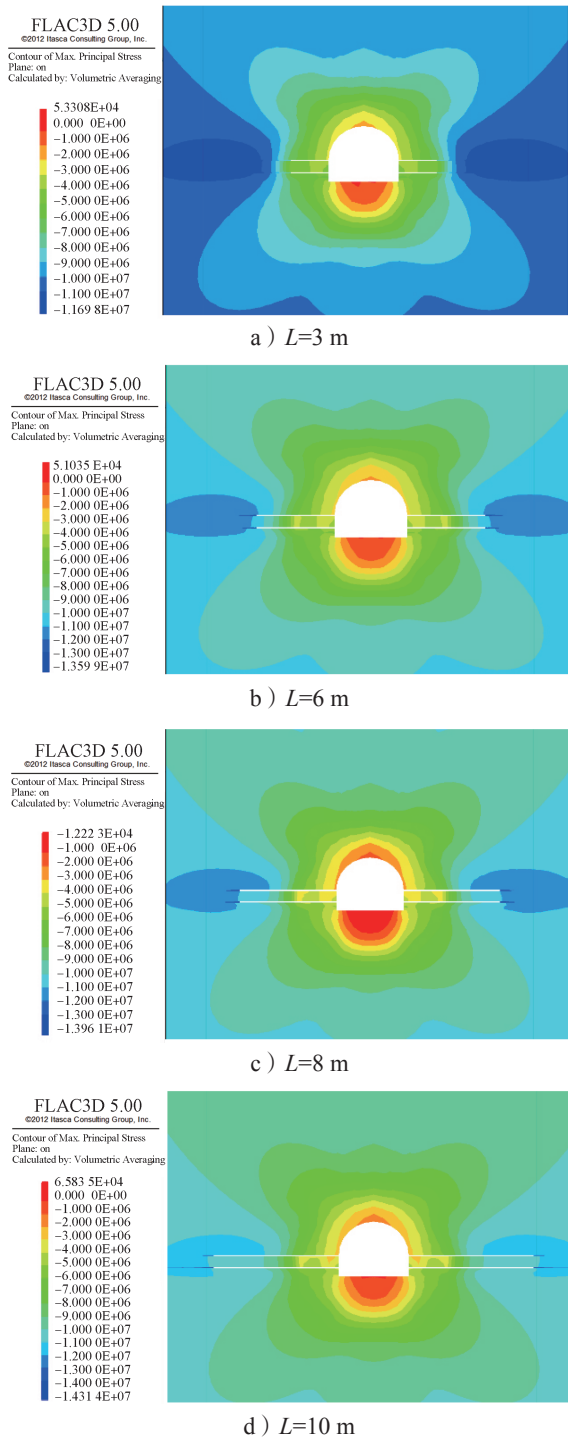 FLAC3D 5.00
©2012 Itasca Consulting Group, Inc.
Contour of Max. Principal Stress
Plane: on
Calculated by: Volumetric Averaging
5.3308E+04
0.000 0E+00
−1.000 0E+06
−2.000 0E+06
−3.000 0E+06
−4.000 0E+06
−5.000 0E+06
−6.000 0E+06
−7.000 0E+06
−8.000 0E+06
−9.000 0E+06
−1.000 0E+07
−1.100 0E+07
−1.169 8E+07
a）L=3 m
FLAC3D 5.00
©2012 Itasca Consulting Group, Inc.
Contour of Max. Principal Stress
Plane: on
Calculated by: Volumetric Averaging
5.1035 E+04
0.000 0E+00
−1.000 0E+06
−2.000 0E+06
−3.000 0E+06
−4.000 0E+06
−5.000 0E+06
−6.000 0E+06
−7.000 0E+06
−8.000 0E+06
−9.000 0E+06
−1.000 0E+07
−1.100 0E+07
−1.200 0E+07
−1.300 0E+07
−1.359 9E+07
b）L=6 m
FLAC3D 5.00
©2012 Itasca Consulting Group, Inc.
Contour of Max. Principal Stress
Plane: on
Calculated by: Volumetric Averaging
−1.222 3E+04
−1.000 0E+06
−2.000 0E+06
−3.000 0E+06
−4.000 0E+06
−5.000 0E+06
−6.000 0E+06
−7.000 0E+06
−8.000 0E+06
−9.000 0E+06
−1.000 0E+07
−1.100 0E+07
−1.200 0E+07
−1.300 0E+07
−1.396 1E+07
c）L=8 m
FLAC3D 5.00
©2012 Itasca Consulting Group, Inc.
Contour of Max. Principal Stress
Plane: on
Calculated by: Volumetric Averaging
6.583 5E+04
0.000 0E+00
−1.000 0E+06
−2.000 0E+06
−3.000 0E+06
−4.000 0E+06
−5.000 0E+06
−6.000 0E+06
−7.000 0E+06
−8.000 0E+06
−9.000 0E+06
−1.000 0E+07
−1.100 0E+07
−1.200 0E+07
−1.300 0E+07
−1.400 0E+07
−1.431 4E+07
d）L=10 m